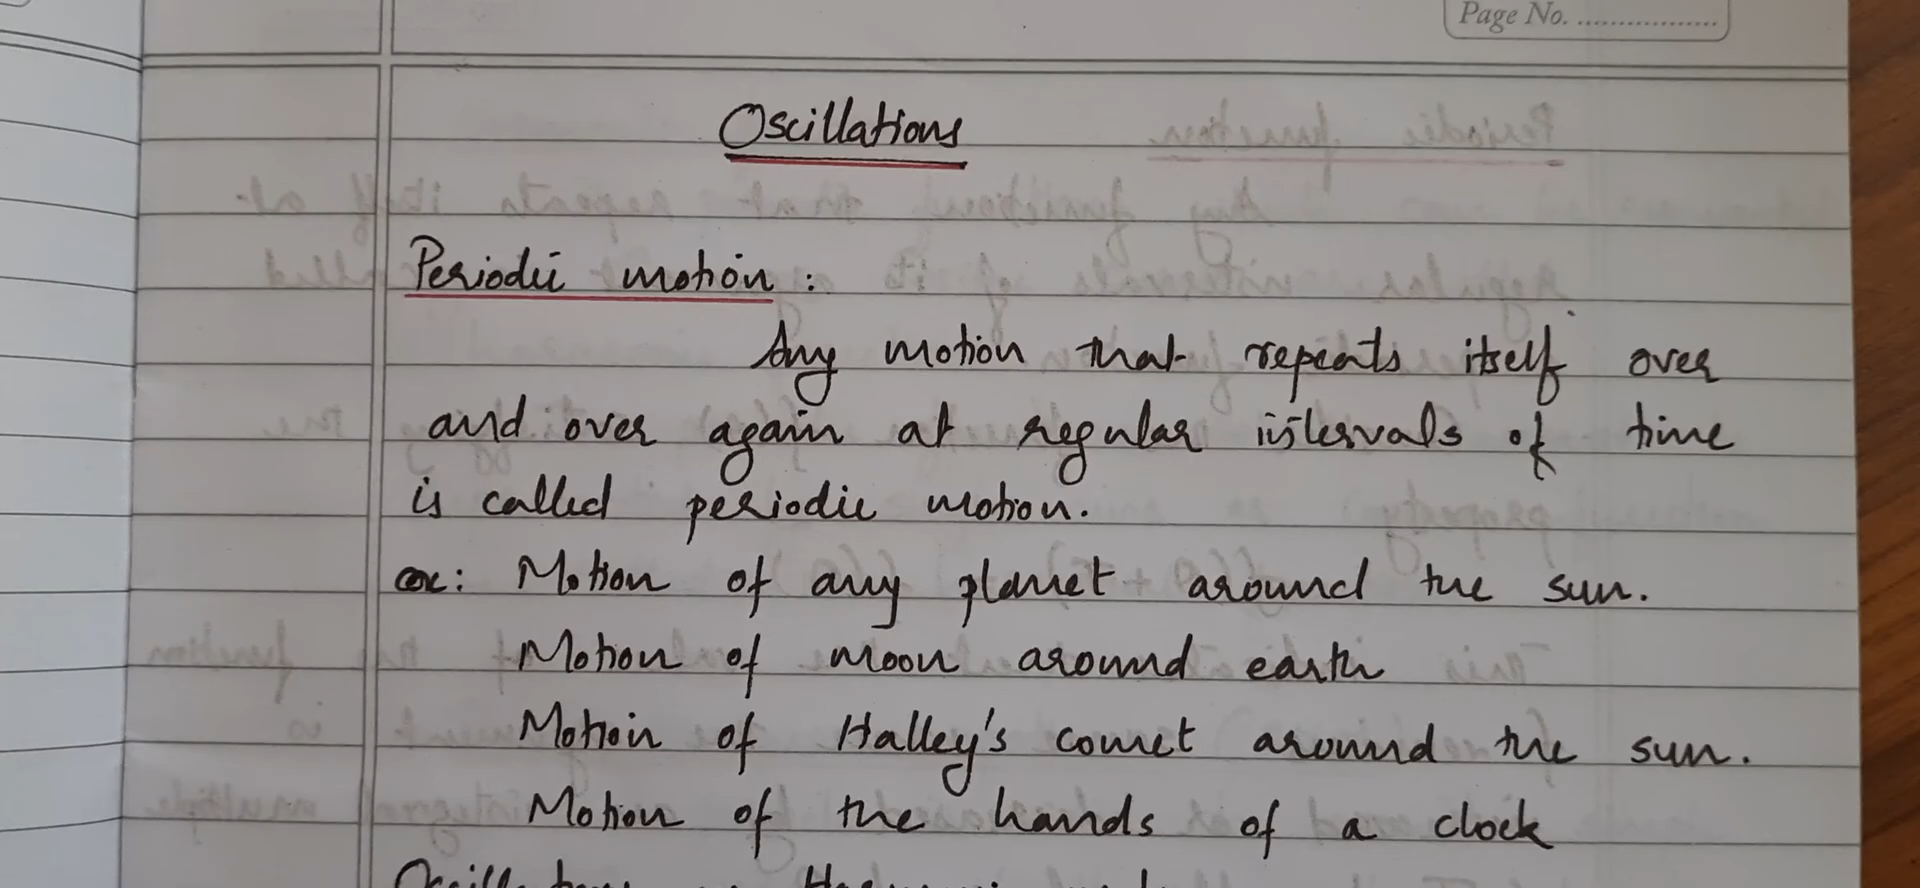 Page No. ..................
Oscillations
Periodic motion :
Any motion that repeats itself over
and over again at regular intervals of time
is called periodic motion.
ex: Motion of any planet around the sun.
Motion of moon around earth
Motion of Halley's comet around the sun.
Motion of the hands of a clock